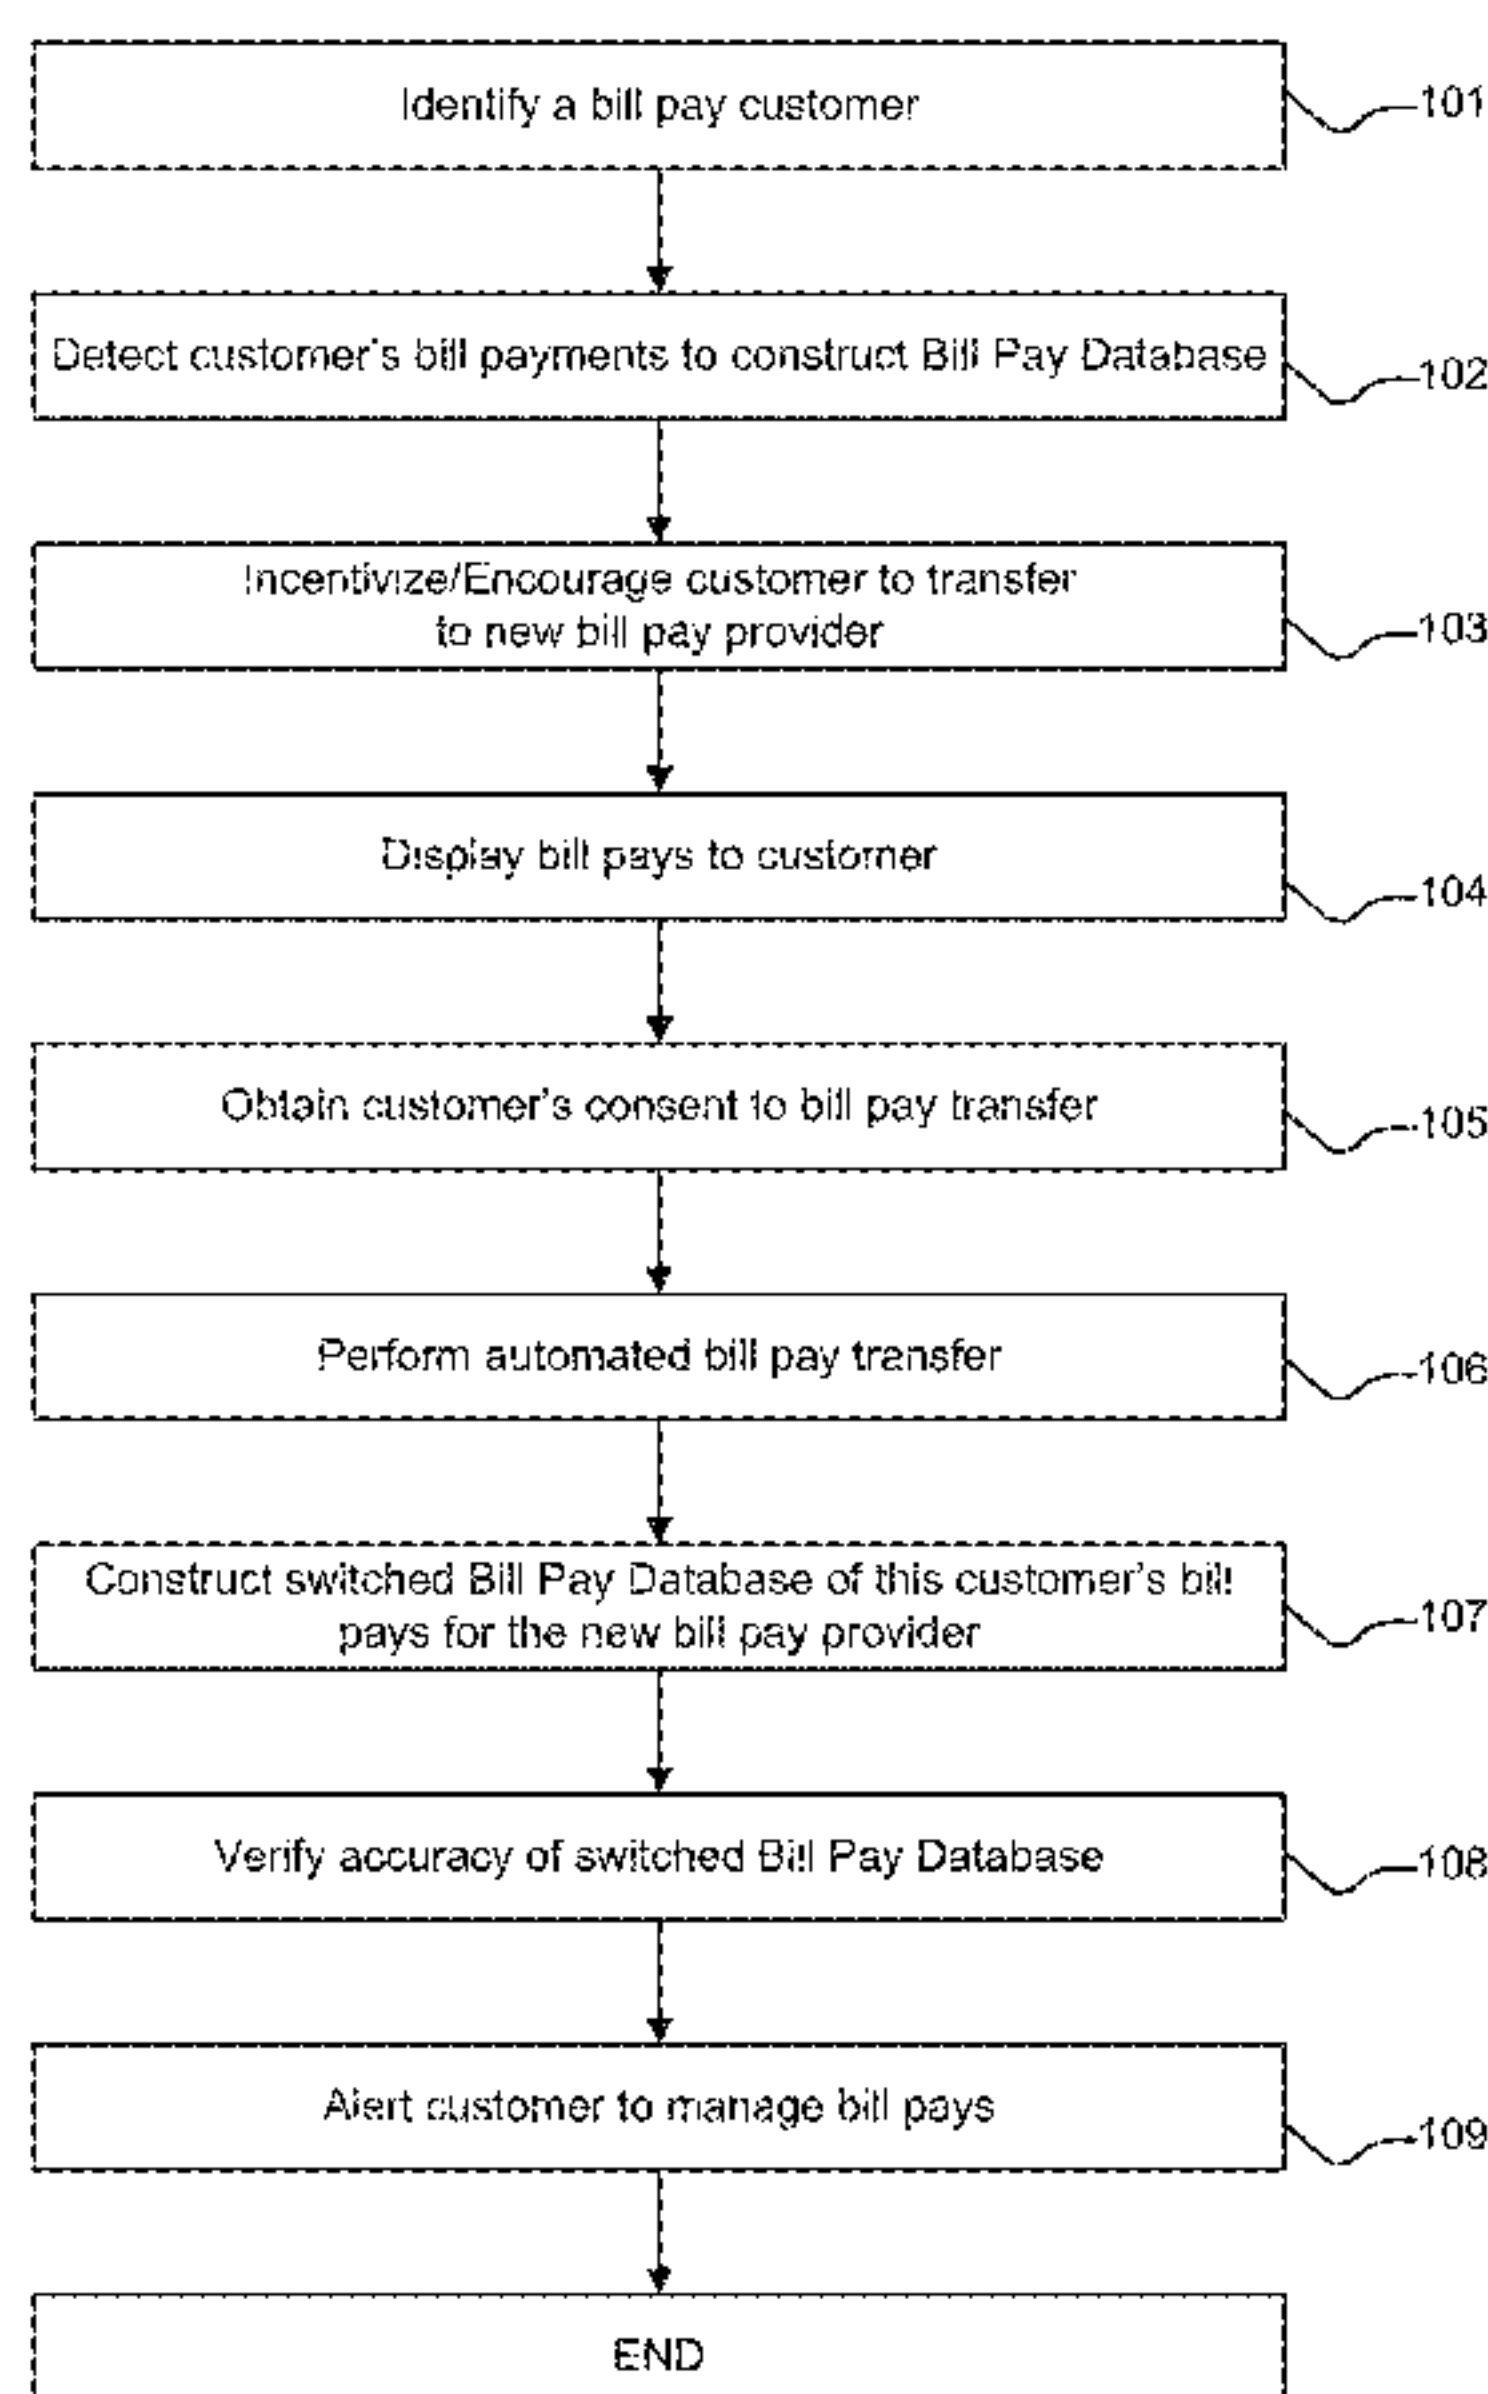 Identify a bill pay customer
101
Detect customer's bill payments to construct Bill Pay Database
102
Incentivize/Encourage customer to transfer
to new bill pay provider
103
Display bill pays to customer
104
Obtain customer's consent to bill pay transfer
105
Perform automated bill pay transfer
106
Construct switched Bill Pay Database of this customer's bill
pays for the new bill pay provider
107
Verify accuracy of switched Bill Pay Database
108
Alert customer to manage bill pays
109
END